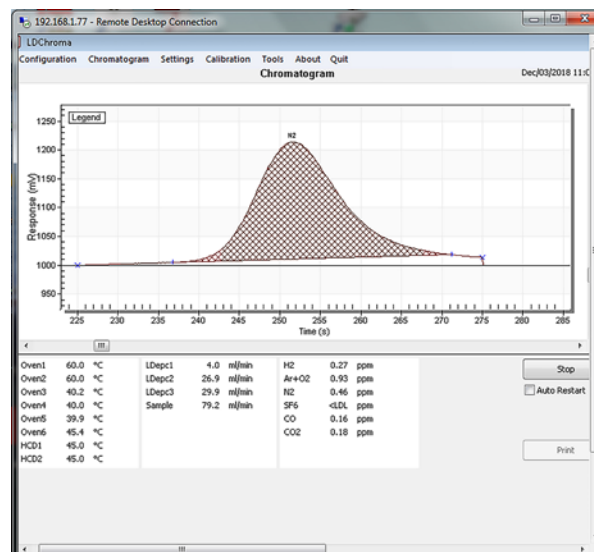 192.168.1.77 - Remote Desktop Connection
LDChroma
Configuration Chromatogram Settings Calibration Tools About Quit
Chromatogram Dec/03/2018 11:0
Legend
N2
Response (mV)
1250
1200
1150
1100
1050
1000
950
225 230 235 240 245 250 255 260 265 270 275 280 285
Time (s)
Oven1 60.0 °C LDepc1 4.0 ml/min H2 0.27 ppm
Oven2 60.0 °C LDepc2 26.9 ml/min Ar+O2 0.93 ppm
Oven3 40.2 °C LDepc3 29.9 ml/min N2 0.46 ppm
Oven4 40.0 °C Sample 79.2 ml/min SF6 <LDL ppm
Oven5 39.9 °C CO 0.16 ppm
Oven6 45.4 °C CO2 0.18 ppm
HCD1 45.0 °C
HCD2 45.0 °C
Stop
Auto Restart
Print